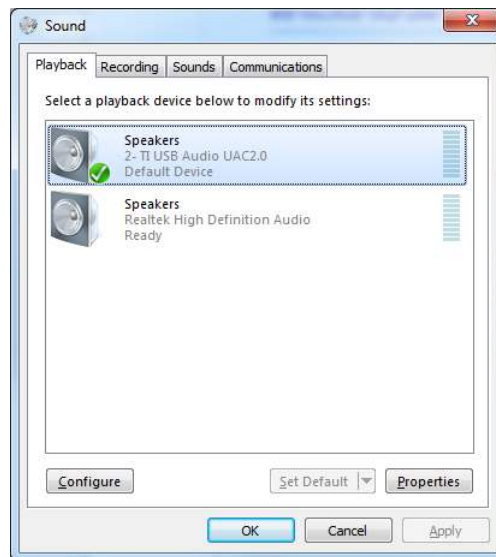 Sound
Playback Recording Sounds Communications
Select a playback device below to modify its settings:
Speakers
2- TI USB Audio UAC2.0
Default Device
Speakers
Realtek High Definition Audio
Ready
Configure Set Default Properties
OK Cancel Apply